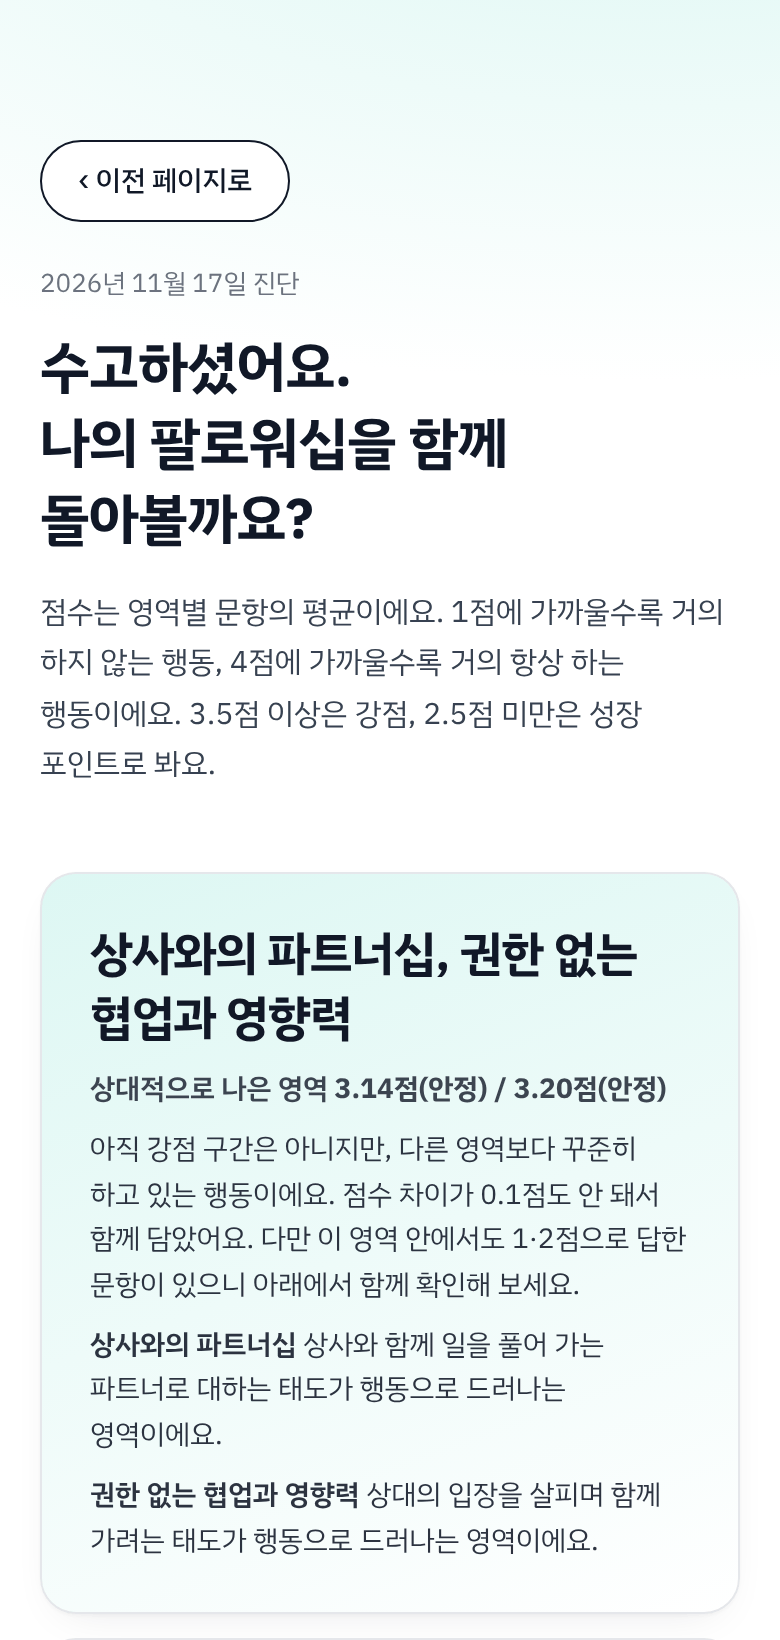 ‹ 이전 페이지로
2026년 11월 17일 진단
수고하셨어요.
나의 팔로워십을 함께
돌아볼까요?
점수는 영역별 문항의 평균이에요. 1점에 가까울수록 거의
하지 않는 행동, 4점에 가까울수록 거의 항상 하는
행동이에요. 3.5점 이상은 강점, 2.5점 미만은 성장
포인트로 봐요.
상사와의 파트너십, 권한 없는
협업과 영향력
상대적으로 나은 영역 3.14점(안정) / 3.20점(안정)
아직 강점 구간은 아니지만, 다른 영역보다 꾸준히
하고 있는 행동이에요. 점수 차이가 0.1점도 안 돼서
함께 담았어요. 다만 이 영역 안에서도 1·2점으로 답한
문항이 있으니 아래에서 함께 확인해 보세요.
상사와의 파트너십 상사와 함께 일을 풀어 가는
파트너로 대하는 태도가 행동으로 드러나는
영역이에요.
권한 없는 협업과 영향력 상대의 입장을 살피며 함께
가려는 태도가 행동으로 드러나는 영역이에요.